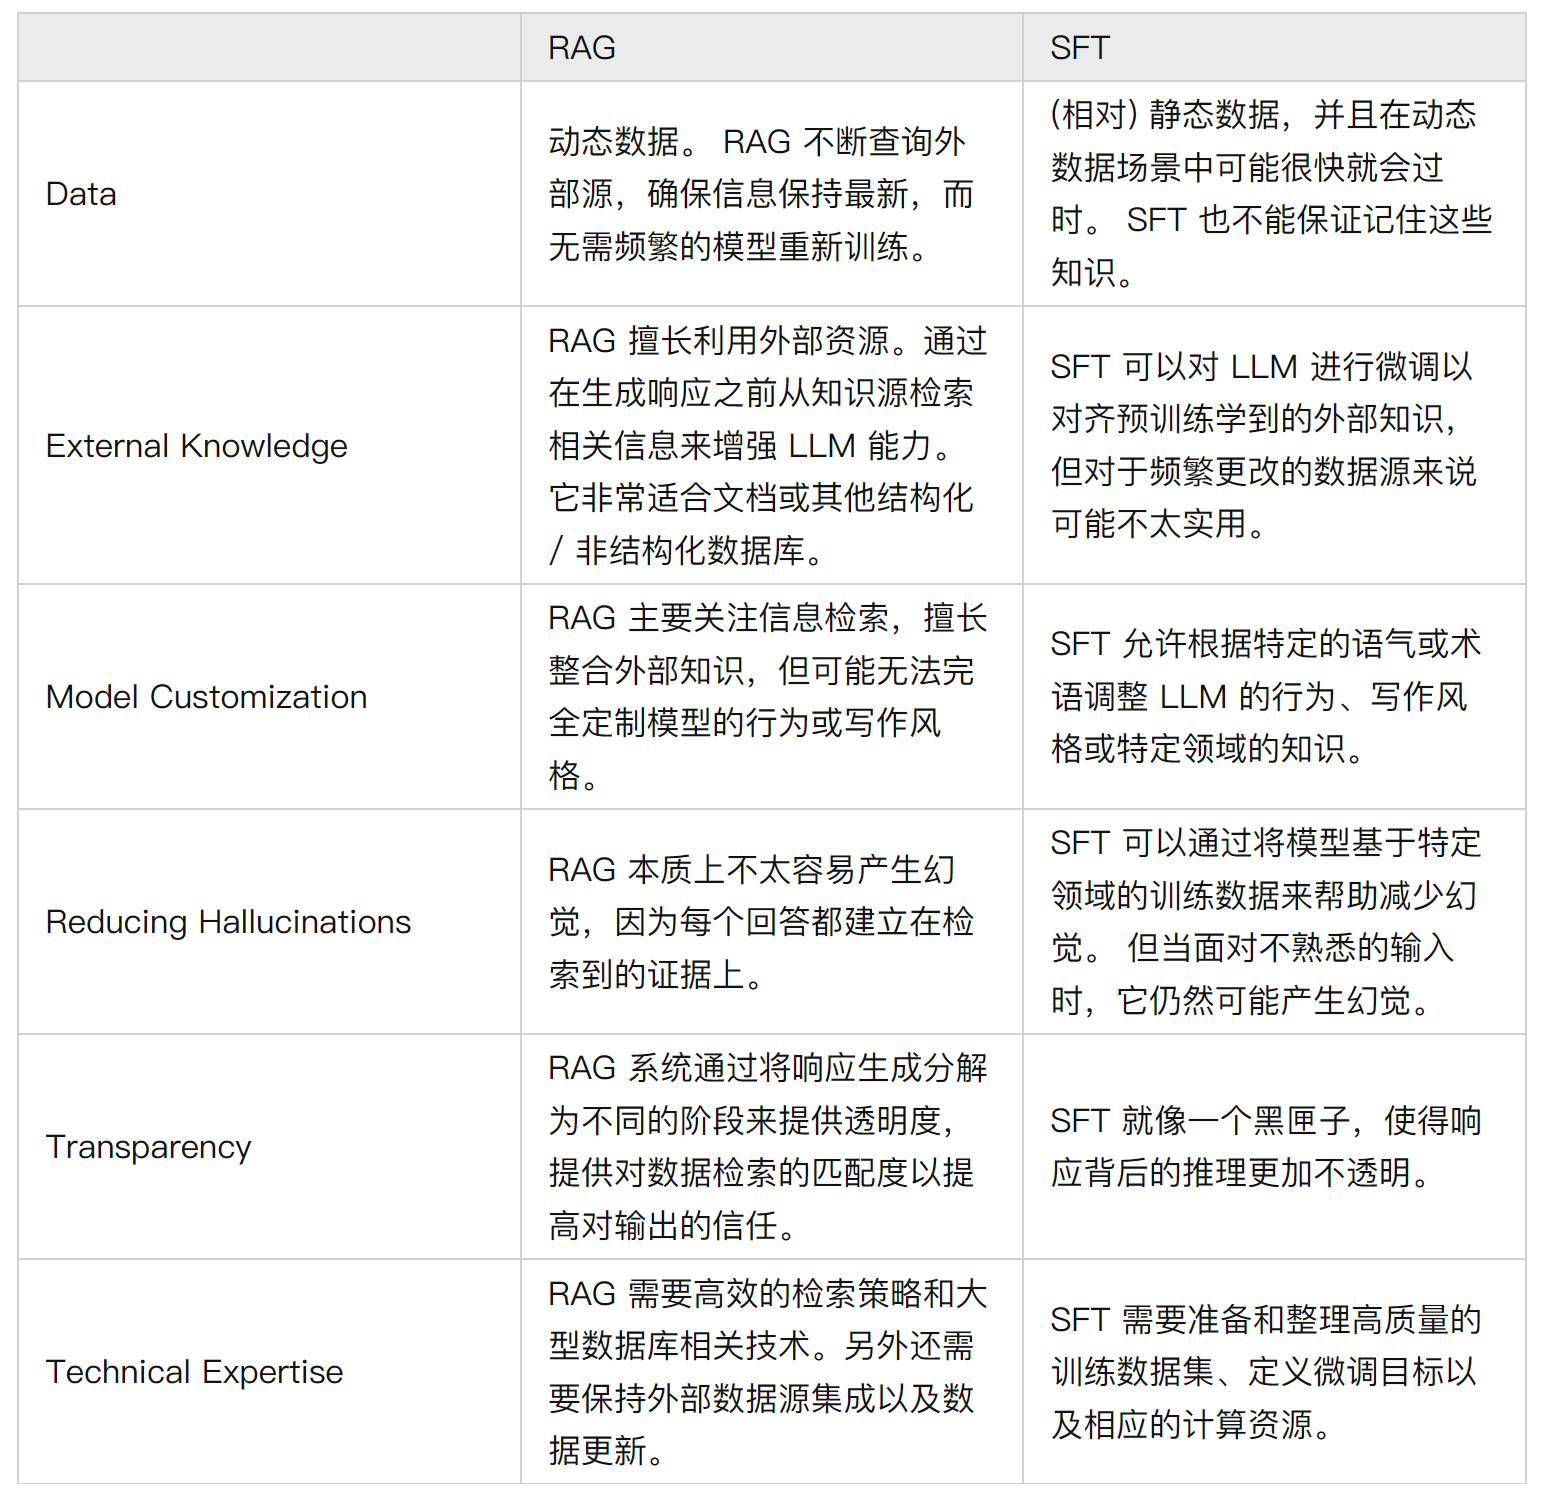 RAG
SFT
Data
动态数据。 RAG 不断查询外
部源，确保信息保持最新，而
无需频繁的模型重新训练。
(相对) 静态数据，并且在动态
数据场景中可能很快就会过
时。 SFT 也不能保证记住这些
知识。
External Knowledge
RAG 擅长利用外部资源。通过
在生成响应之前从知识源检索
相关信息来增强 LLM 能力。
它非常适合文档或其他结构化
/ 非结构化数据库。
SFT 可以对 LLM 进行微调以
对齐预训练学到的外部知识，
但对于频繁更改的数据源来说
可能不太实用。
Model Customization
RAG 主要关注信息检索，擅长
整合外部知识，但可能无法完
全定制模型的行为或写作风
格。
SFT 允许根据特定的语气或术
语调整 LLM 的行为、写作风
格或特定领域的知识。
Reducing Hallucinations
RAG 本质上不太容易产生幻
觉，因为每个回答都建立在检
索到的证据上。
SFT 可以通过将模型基于特定
领域的训练数据来帮助减少幻
觉。 但当面对不熟悉的输入
时，它仍然可能产生幻觉。
Transparency
RAG 系统通过将响应生成分解
为不同的阶段来提供透明度，
提供对数据检索的匹配度以提
高对输出的信任。
SFT 就像一个黑匣子，使得响
应背后的推理更加不透明。
Technical Expertise
RAG 需要高效的检索策略和大
型数据库相关技术。另外还需
要保持外部数据源集成以及数
据更新。
SFT 需要准备和整理高质量的
训练数据集、定义微调目标以
及相应的计算资源。